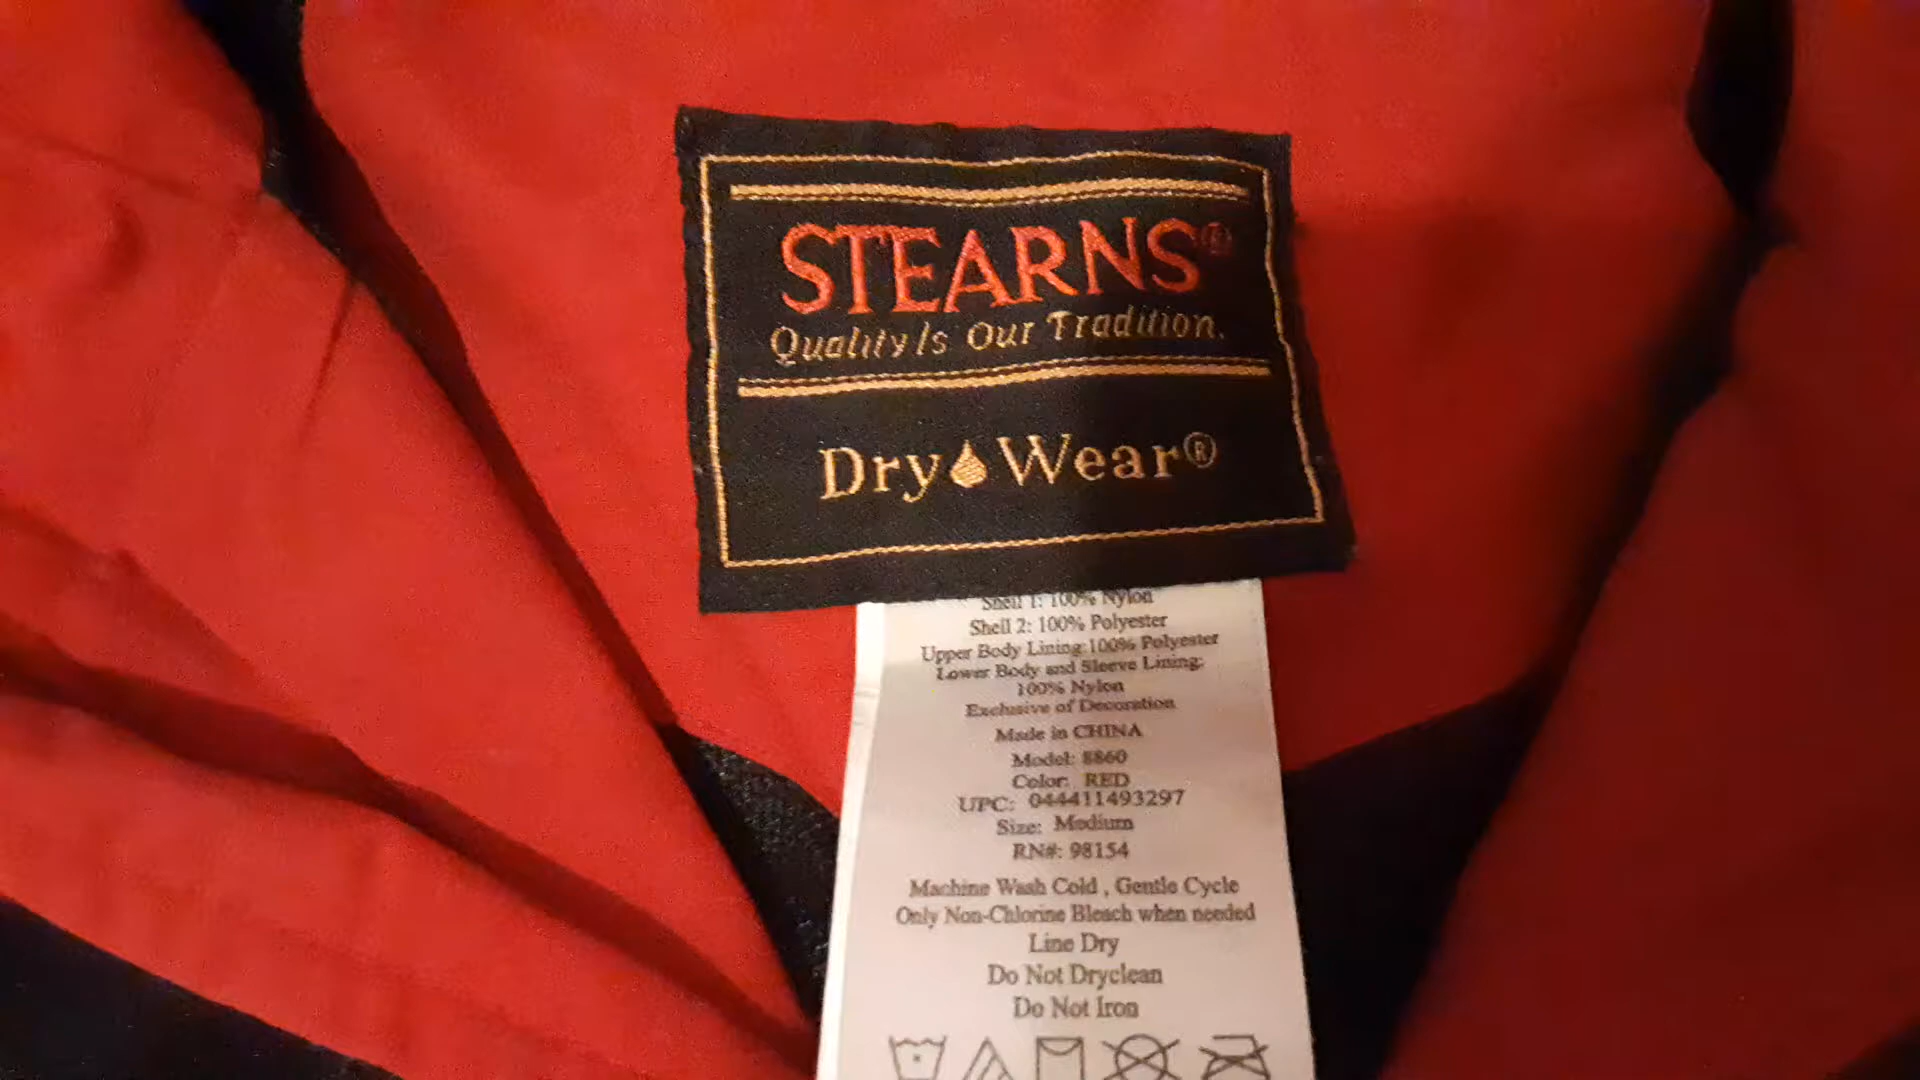 STEARNS®
Quality Is Our Tradition.
Dry Wear®
Shell 1: 100% Nylon
Shell 2: 100% Polyester
Upper Body Lining:100% Polyester
Lower Body and Sleeve Lining:
100% Nylon
Exclusive of Decoration
Made in CHINA
Model: 8860
Color: RED
UPC: 044411493297
Size: Medium
RN#: 98154
Machine Wash Cold , Gentle Cycle
Only Non-Chlorine Bleach when needed
Line Dry
Do Not Dryclean
Do Not Iron